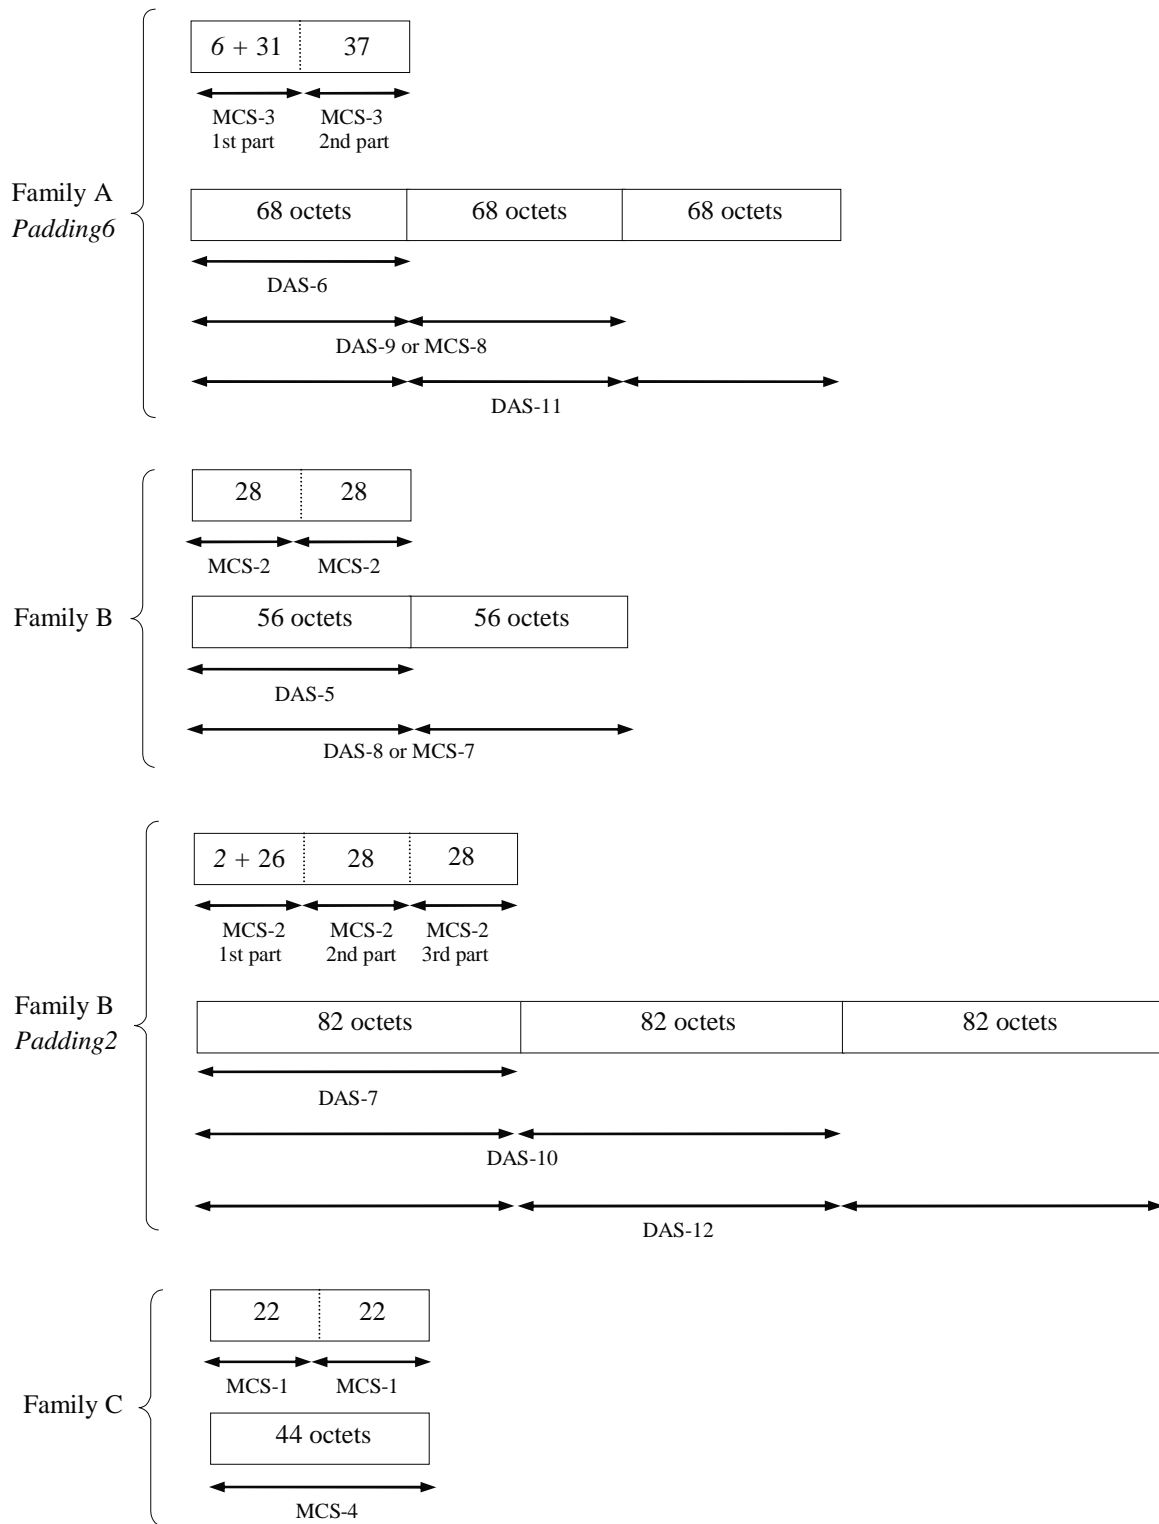 6 + 31 37
MCS-3 MCS-3
1st part 2nd part
Family A
Padding6
68 octets 68 octets 68 octets
DAS-6
DAS-9 or MCS-8
DAS-11
28 28
MCS-2 MCS-2
Family B
56 octets 56 octets
DAS-5
DAS-8 or MCS-7
2 + 26 28 28
MCS-2 MCS-2 MCS-2
1st part 2nd part 3rd part
Family B
Padding2
82 octets 82 octets 82 octets
DAS-7
DAS-10
DAS-12
22 22
MCS-1 MCS-1
Family C
44 octets
MCS-4